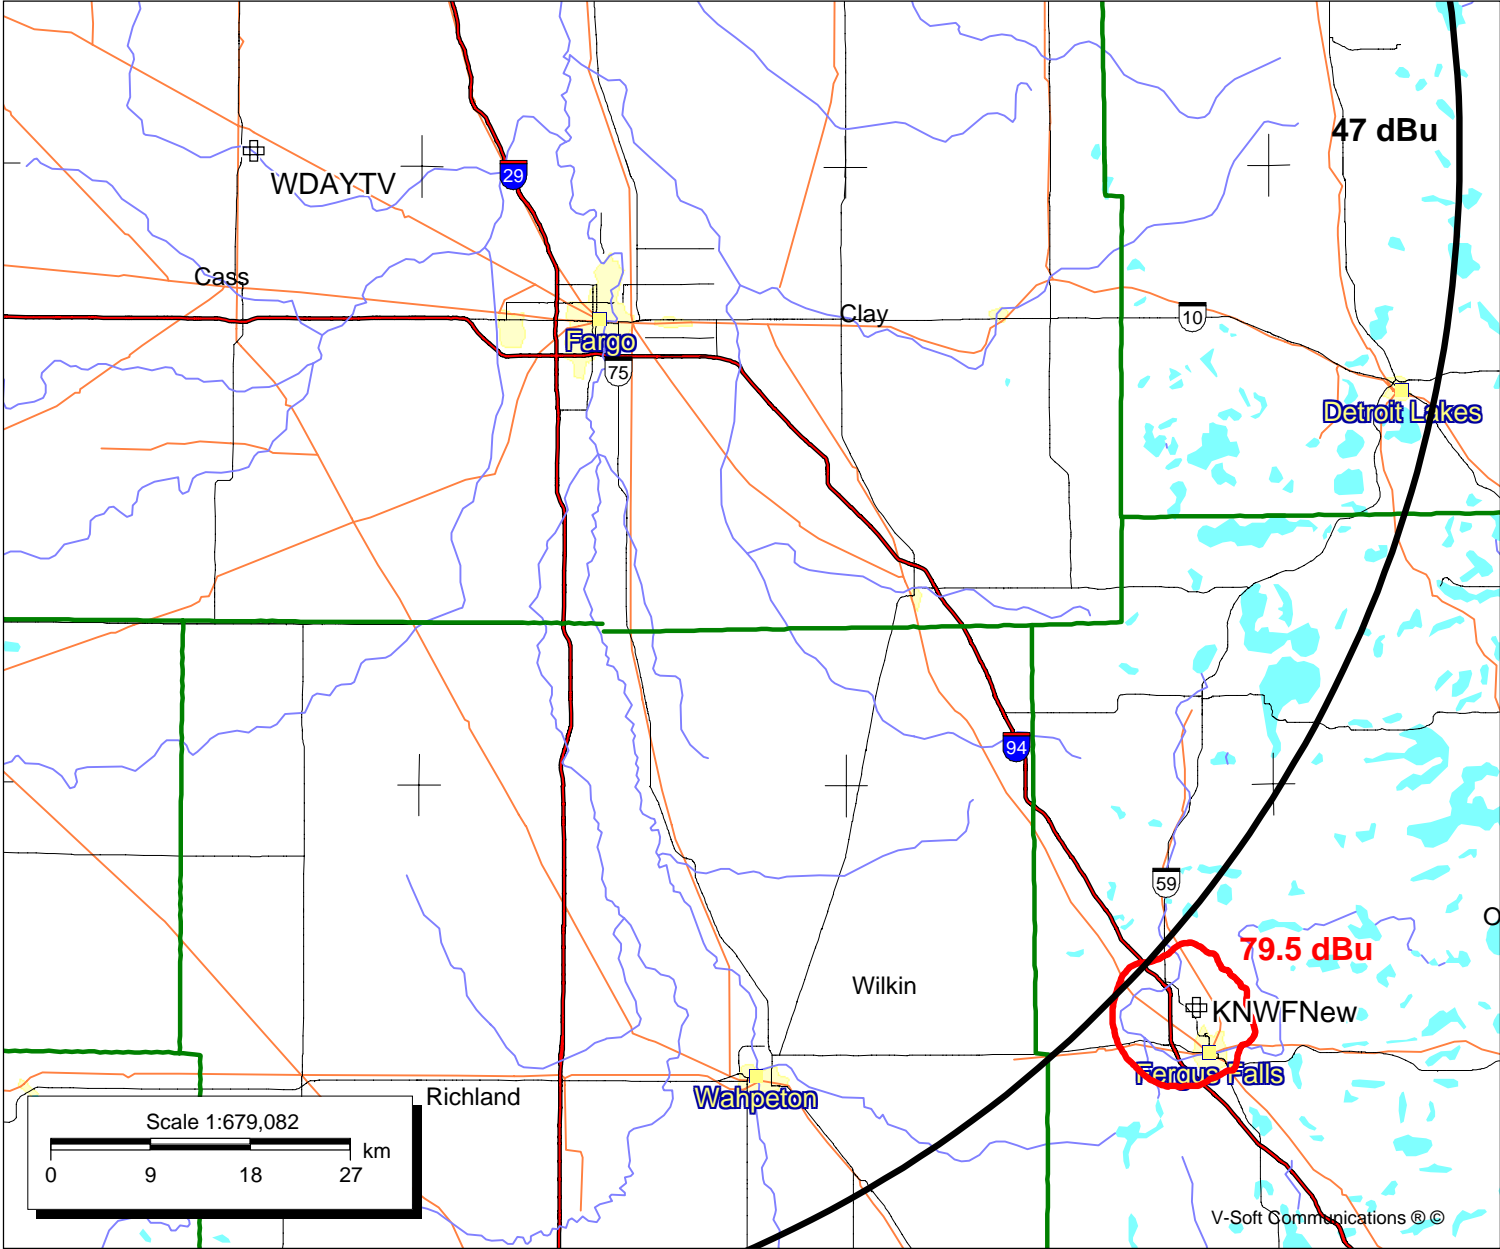 47 dBu
29
WDAYTV
Cass
Clay
10
Fargo
75
Detroit Lakes
94
59
O
79.5 dBu
Wilkin
KNWFNew
Fergus Falls
Richland
Wahpeton
Scale 1:679,082
km
0 9 18 27
V-Soft Communications ® ©